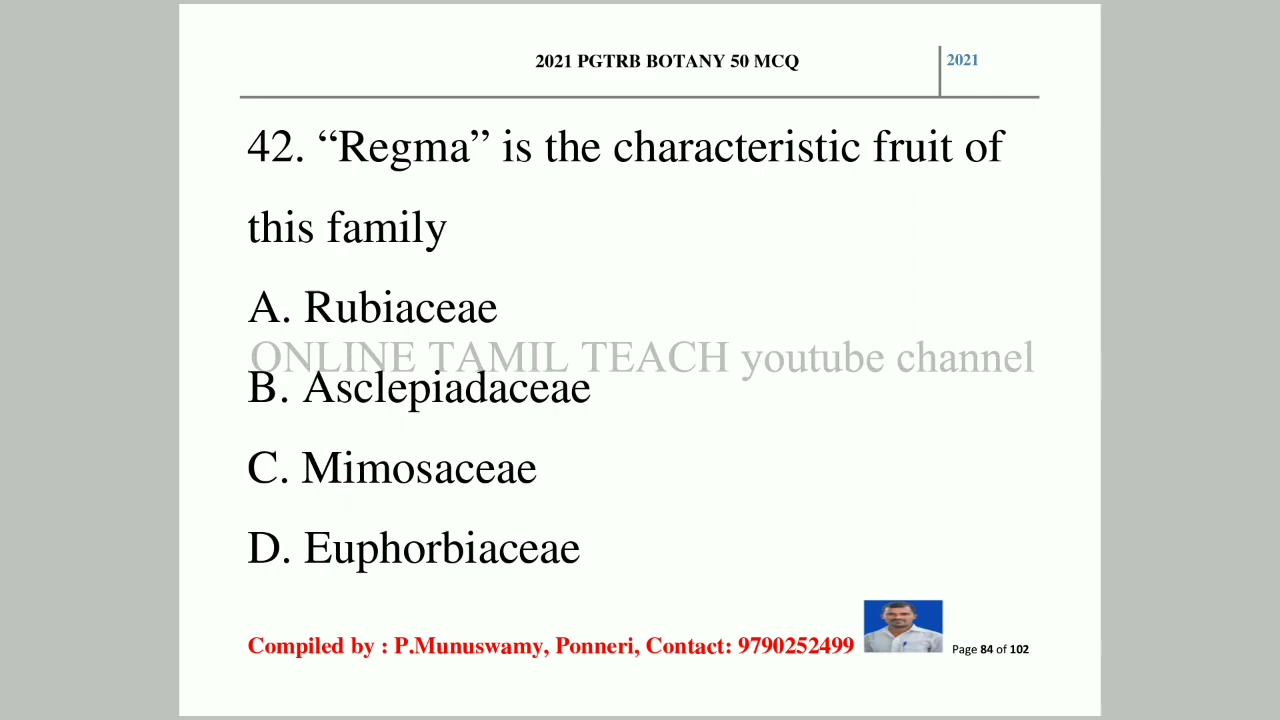 2021 PGTRB BOTANY 50 MCQ
2021
42. “Regma” is the characteristic fruit of
this family
A. Rubiaceae
ONLINE TAMIL TEACH youtube channel
B. Asclepiadaceae
C. Mimosaceae
D. Euphorbiaceae
Compiled by : P.Munuswamy, Ponneri, Contact: 9790252499
Page 84 of 102